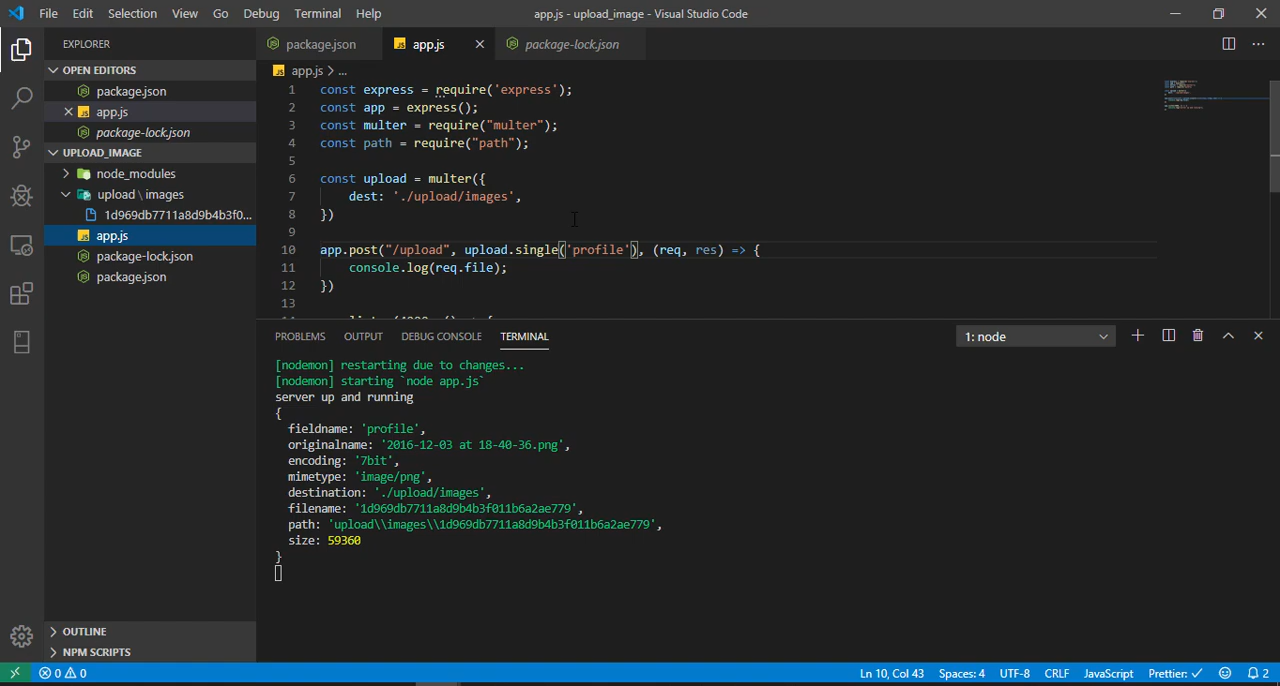 File Edit Selection View Go Debug Terminal Help app.js - upload_image - Visual Studio Code
EXPLORER
OPEN EDITORS
package.json
app.js
package-lock.json
UPLOAD_IMAGE
node_modules
upload \ images
1d969db7711a8d9b4b3f0...
app.js
package-lock.json
package.json
OUTLINE
NPM SCRIPTS
package.json app.js package-lock.json
app.js > ...
1 const express = require('express');
2 const app = express();
3 const multer = require("multer");
4 const path = require("path");
5
6 const upload = multer({
7 dest: './upload/images',
8 })
9
10 app.post("/upload", upload.single('profile'), (req, res) => {
11 console.log(req.file);
12 })
13
PROBLEMS OUTPUT DEBUG CONSOLE TERMINAL 1: node
[nodemon] restarting due to changes...
[nodemon] starting `node app.js`
server up and running
{
fieldname: 'profile',
originalname: '2016-12-03 at 18-40-36.png',
encoding: '7bit',
mimetype: 'image/png',
destination: './upload/images',
filename: '1d969db7711a8d9b4b3f011b6a2ae779',
path: 'upload\\images\\1d969db7711a8d9b4b3f011b6a2ae779',
size: 59360
}
0 0 Ln 10, Col 43 Spaces: 4 UTF-8 CRLF JavaScript Prettier: ✓ 2